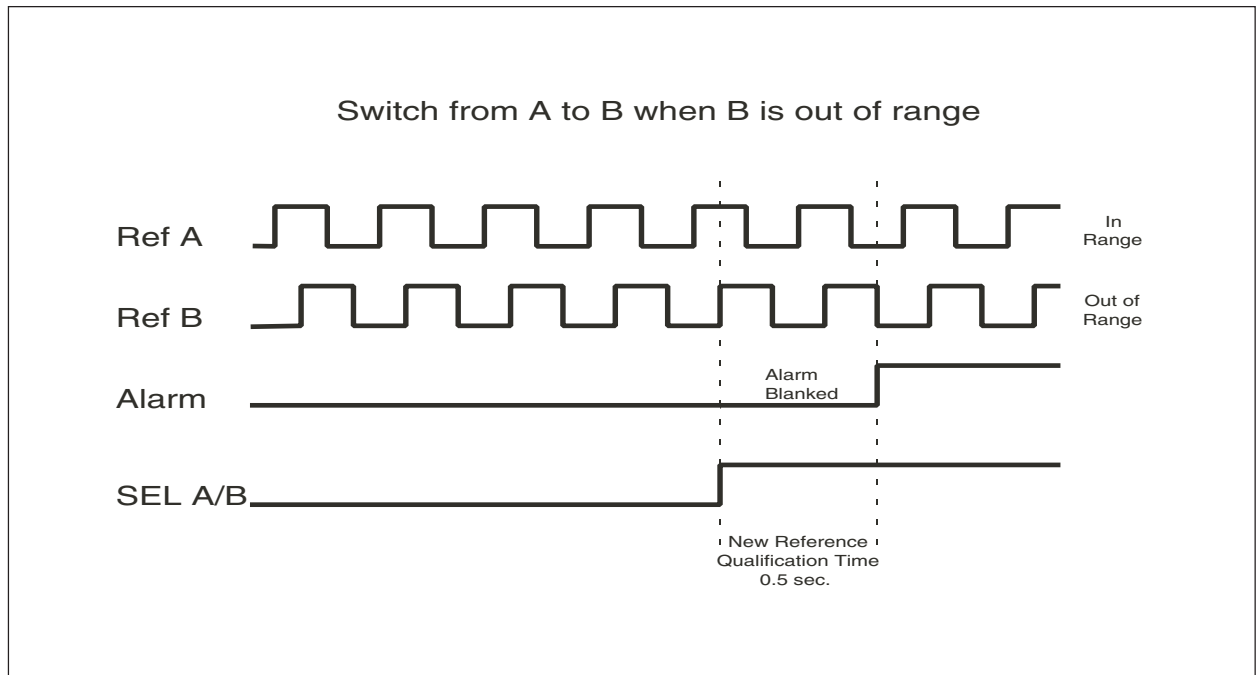 Switch from A to B when B is out of range
Ref A
In
Range
Ref B
Out of
Range
Alarm
Alarm
Blanked
SEL A/B
New Reference
Qualification Time
0.5 sec.